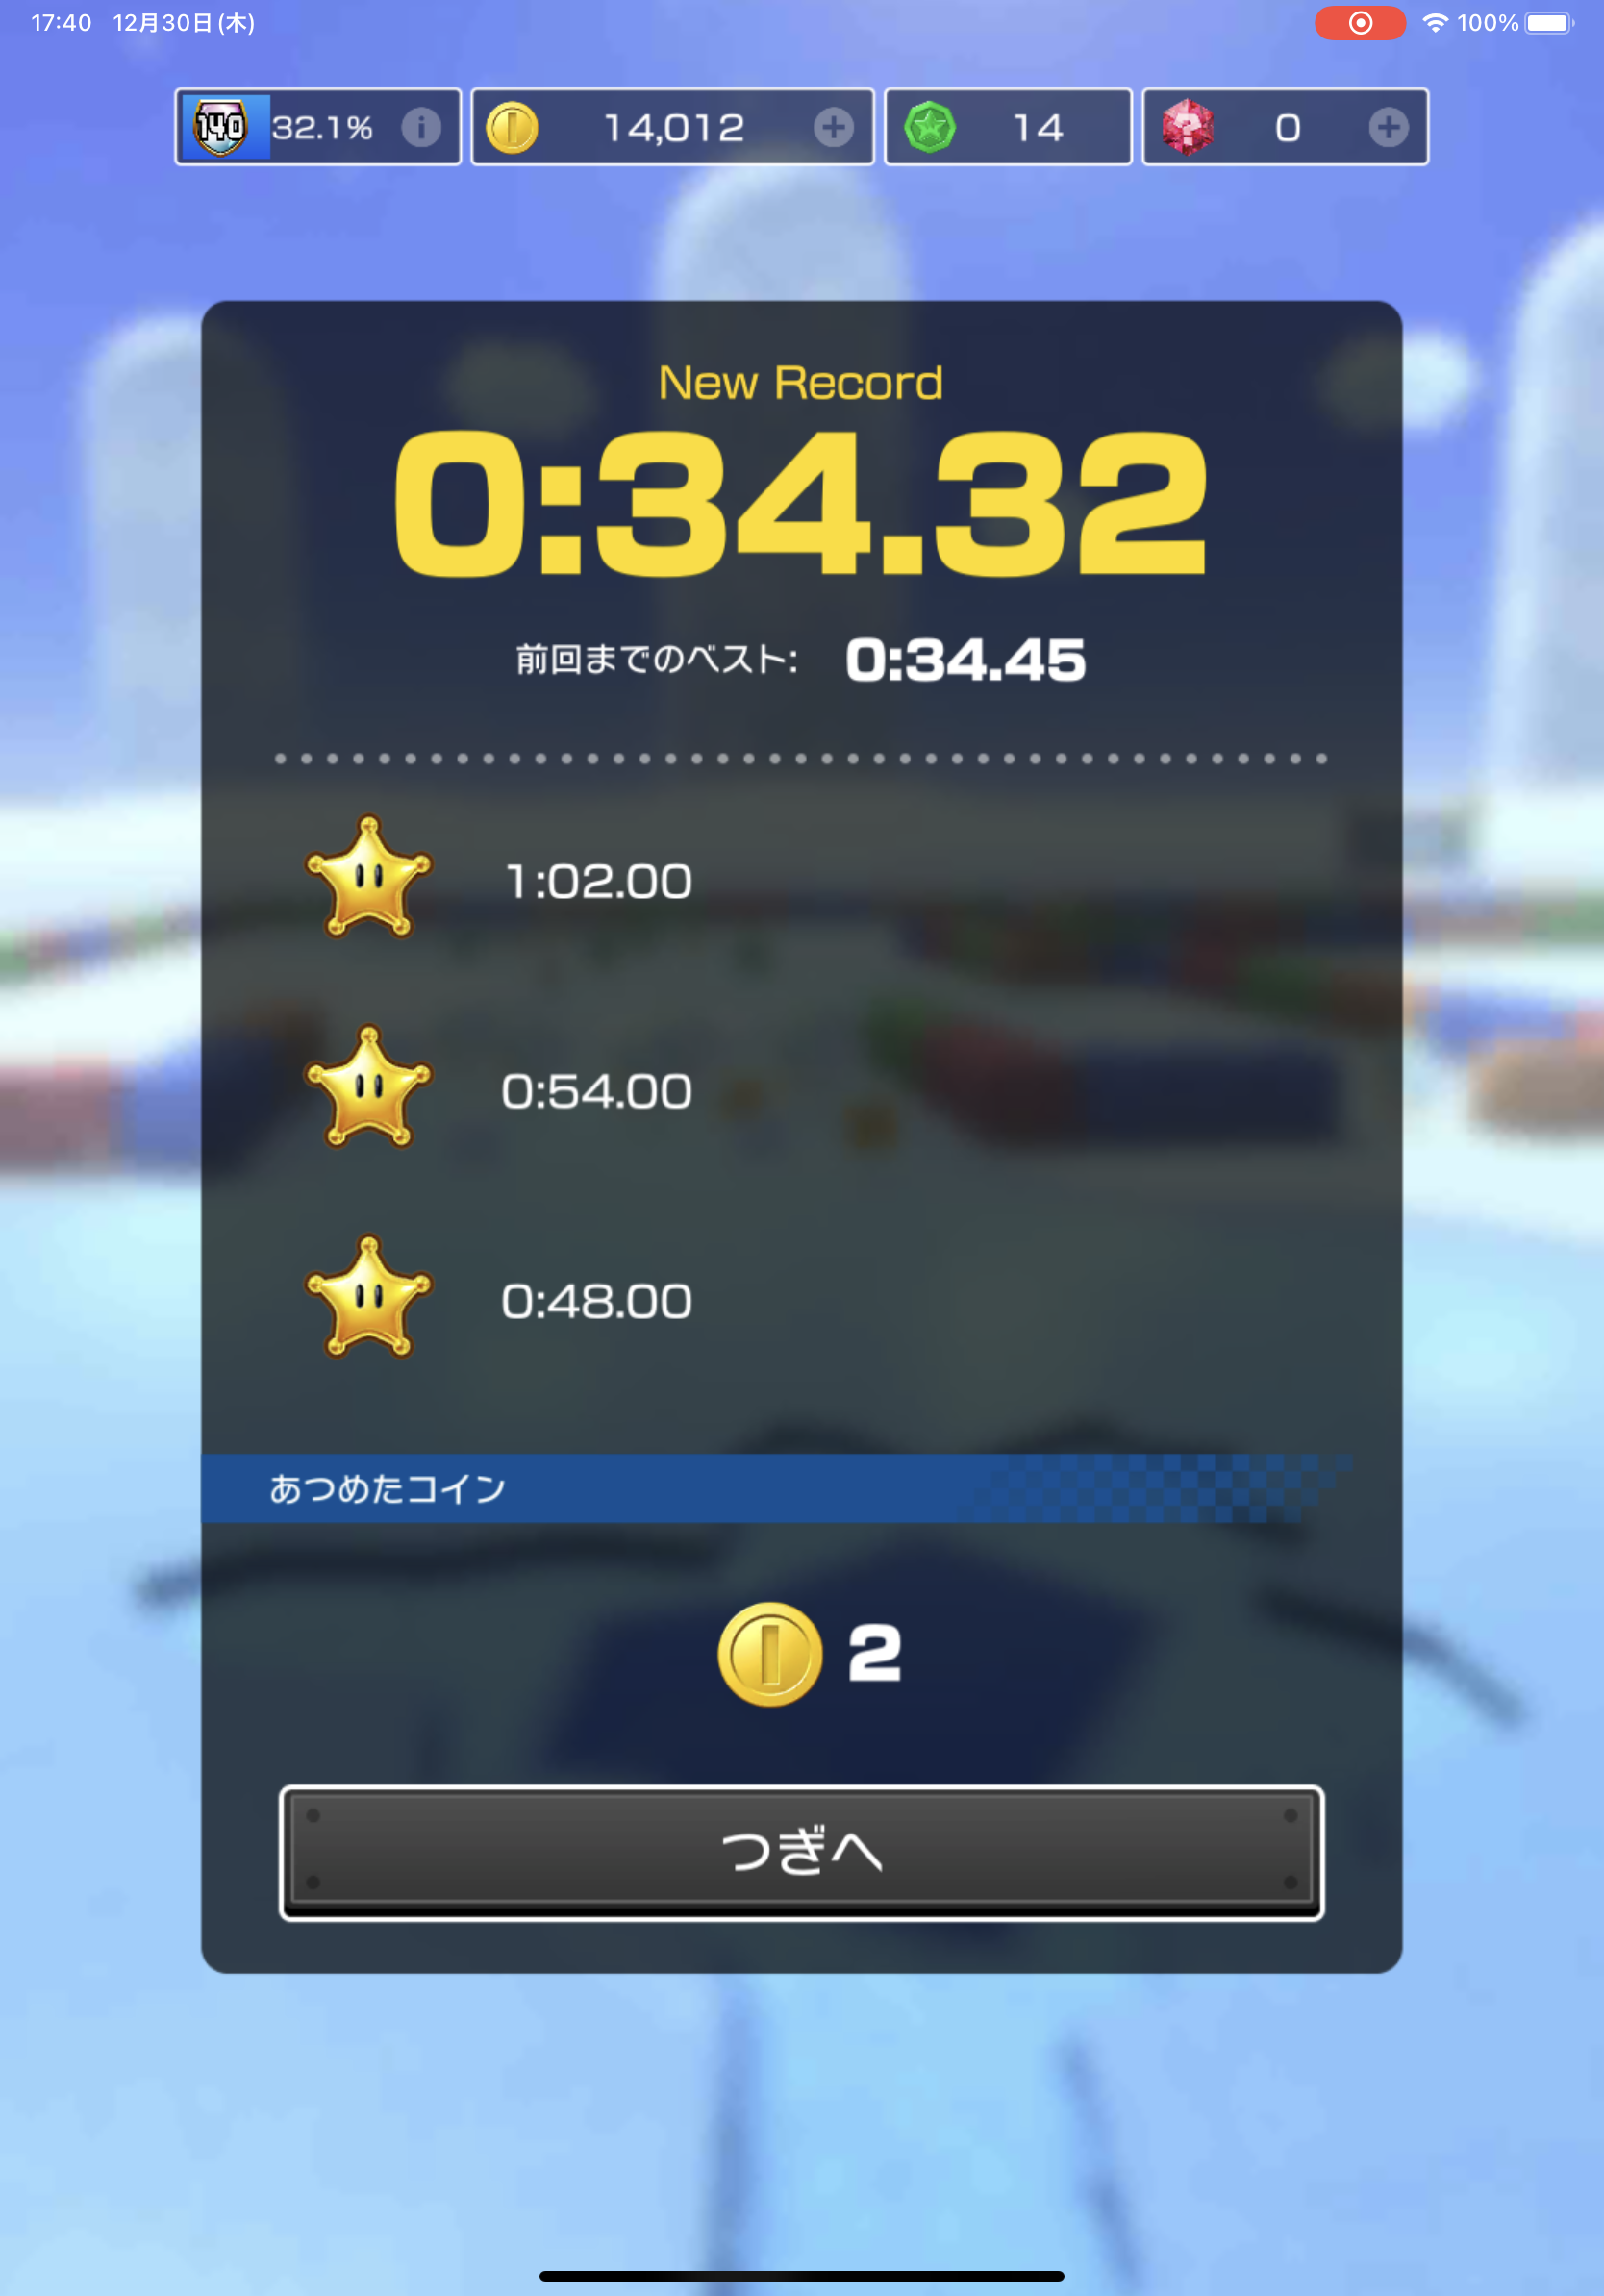 17:40 12月30日(木) 100%
140 32.1% i 14,012 + 14 ? 0 +
New Record
0:34.32
前回までのベスト: 0:34.45
1:02.00
0:54.00
0:48.00
あつめたコイン
2
つぎへ